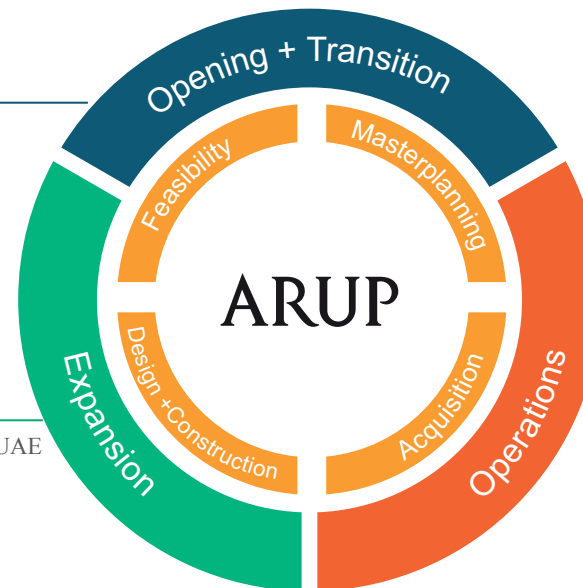 Opening + Transition
Feasibility
Masterplanning
ARUP
Design +Construction
Acquisition
Expansion
Operations
UAE